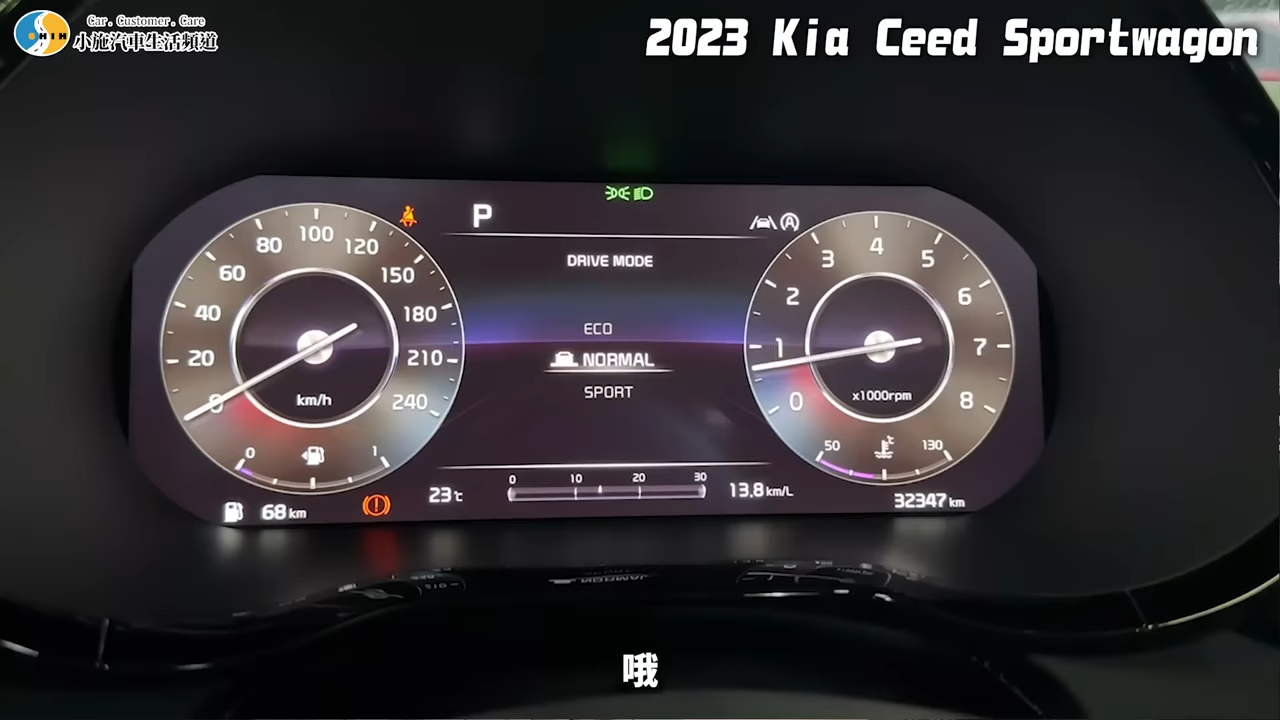 Car. Customer. Care
SHIH
小施汽車生活頻道
2023 Kia Ceed Sportwagon
P
DRIVE MODE
ECO
NORMAL
SPORT
0
20
40
60
80
100
120
150
180
210
240
km/h
0
1
68 km
23℃
0 10 20 30
13.8 km/L
0
1
2
3
4
5
6
7
8
x1000rpm
50
130
℃
32347 km
哦